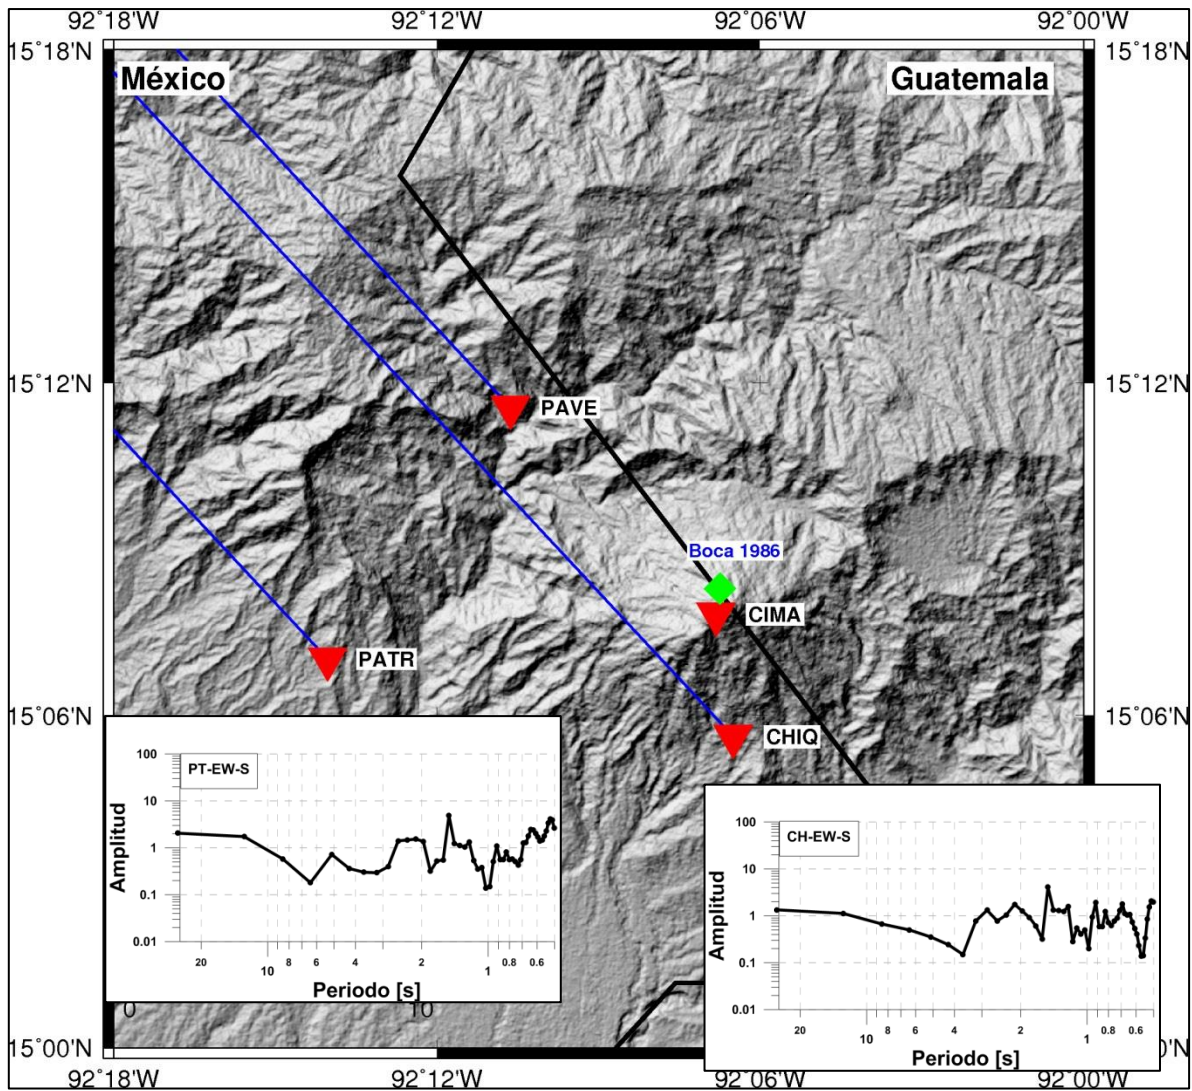 92˚18'W 92˚12'W 92˚06'W 92˚00'W
15˚18'N 15˚18'N
México Guatemala
15˚12'N 15˚12'N
PAVE
Boca 1986
CIMA
PATR
15˚06'N 15˚06'N
CHIQ
PT-EW-S
100
10
1
0.1
0.01
Amplitud
20 10 8 6 4 2 1 0.8 0.6
Periodo [s]
CH-EW-S
100
10
1
0.1
0.01
Amplitud
20 10 8 6 4 2 1 0.8 0.6
Periodo [s]
0 10
15˚00'N 0'N
92˚18'W 92˚12'W 92˚06'W 92˚00'W